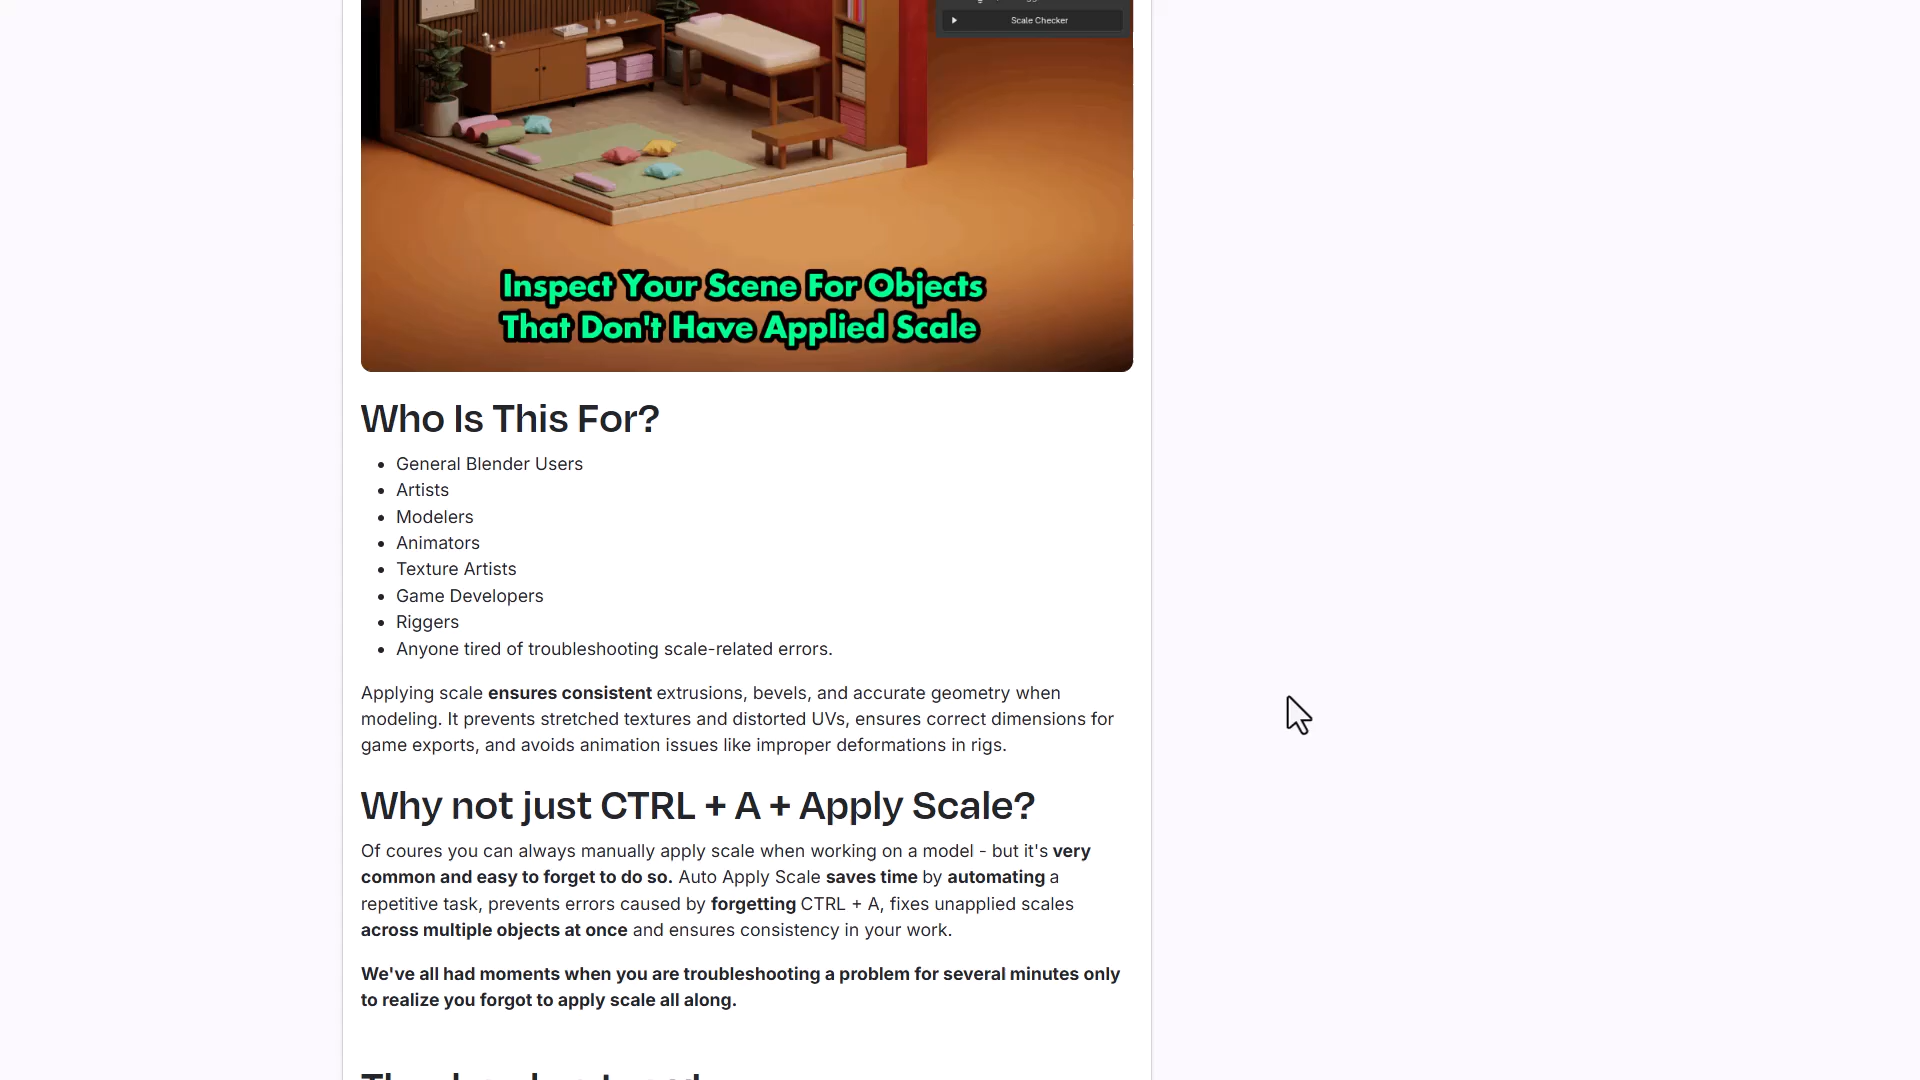 Scale Checker
Inspect Your Scene For Objects
That Don't Have Applied Scale
Who Is This For?
General Blender Users
Artists
Modelers
Animators
Texture Artists
Game Developers
Riggers
Anyone tired of troubleshooting scale-related errors.
Applying scale ensures consistent extrusions, bevels, and accurate geometry when
modeling. It prevents stretched textures and distorted UVs, ensures correct dimensions for
game exports, and avoids animation issues like improper deformations in rigs.
Why not just CTRL + A + Apply Scale?
Of coures you can always manually apply scale when working on a model - but it's very
common and easy to forget to do so. Auto Apply Scale saves time by automating a
repetitive task, prevents errors caused by forgetting CTRL + A, fixes unapplied scales
across multiple objects at once and ensures consistency in your work.
We've all had moments when you are troubleshooting a problem for several minutes only
to realize you forgot to apply scale all along.